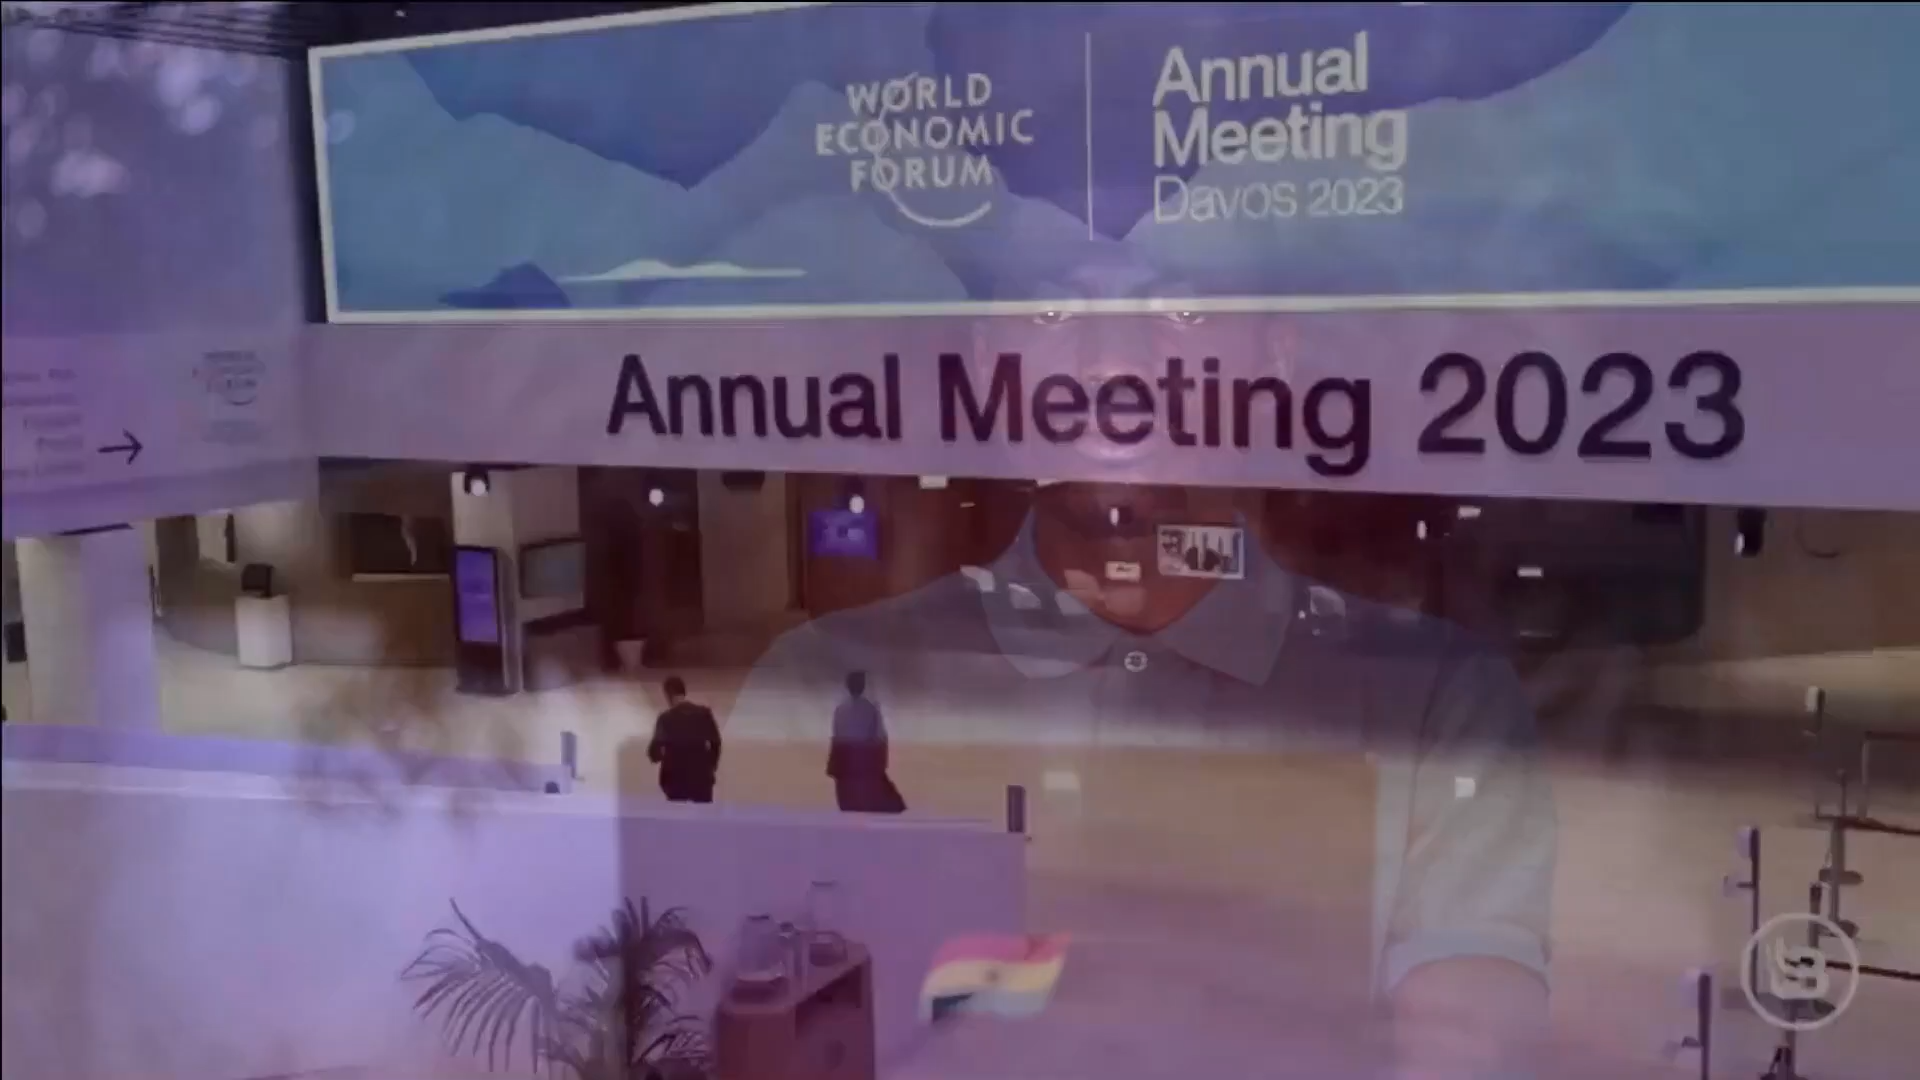 WORLD
ECONOMIC
FORUM
Annual
Meeting
Davos 2023
Annual Meeting 2023